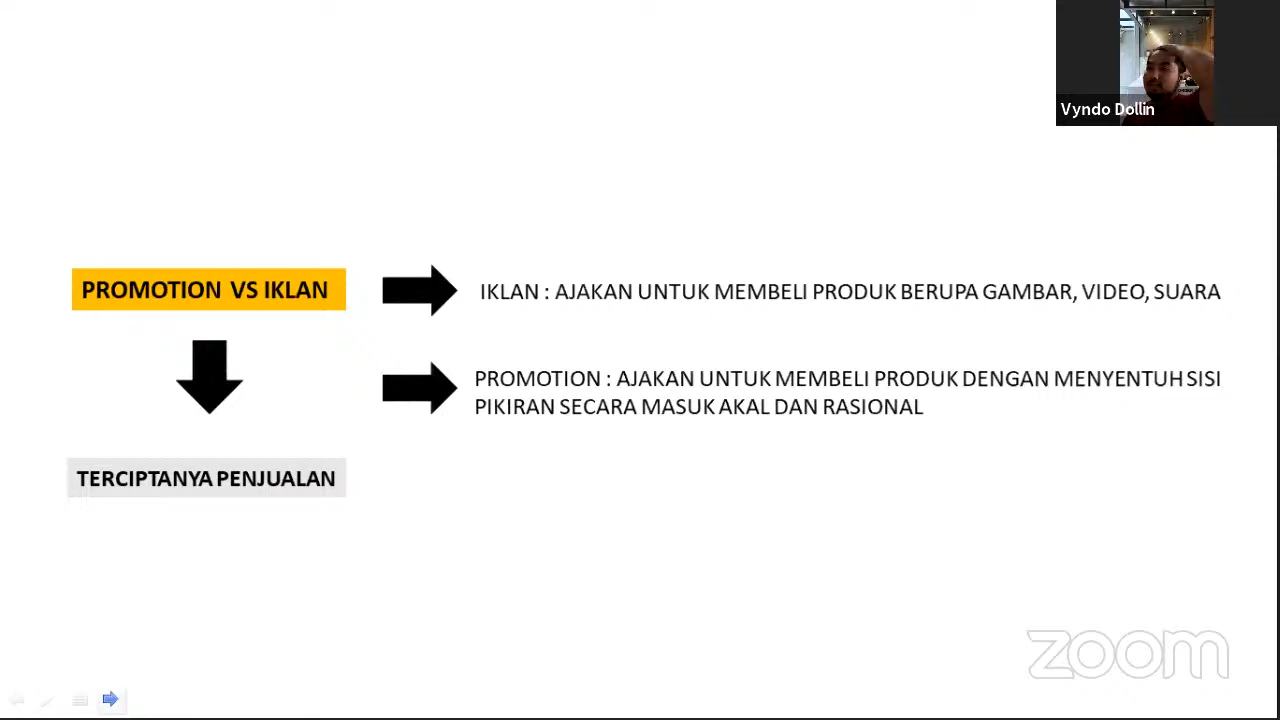 Vyndo Dollin
PROMOTION VS IKLAN
IKLAN : AJAKAN UNTUK MEMBELI PRODUK BERUPA GAMBAR, VIDEO, SUARA
PROMOTION : AJAKAN UNTUK MEMBELI PRODUK DENGAN MENYENTUH SISI
PIKIRAN SECARA MASUK AKAL DAN RASIONAL
TERCIPTANYA PENJUALAN
zoom